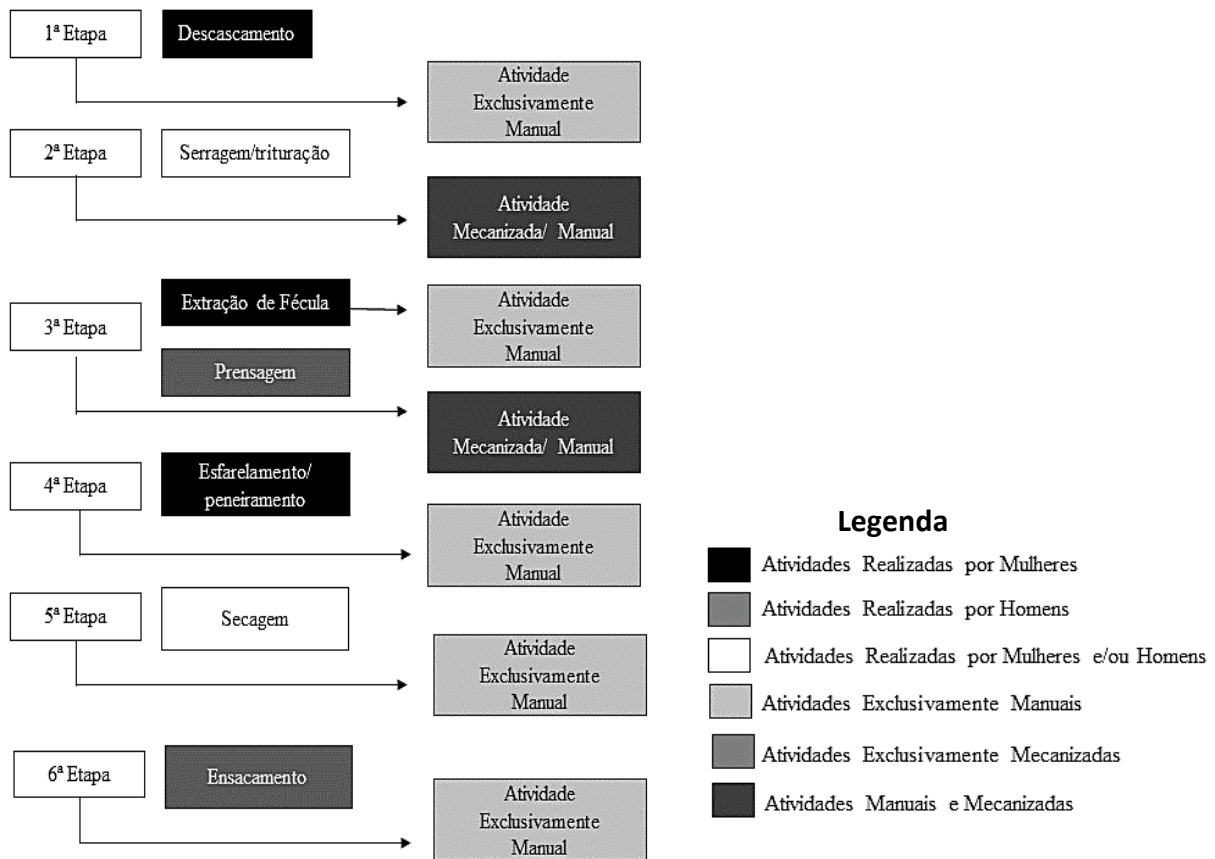 1ª Etapa
Descascamento
Atividade
Exclusivamente
Manual
2ª Etapa
Serragem/trituração
Atividade
Mecanizada/ Manual
3ª Etapa
Extração de Fécula
Atividade
Exclusivamente
Manual
Prensagem
Atividade
Mecanizada/ Manual
4ª Etapa
Esfarelamento/
peneiramento
Atividade
Exclusivamente
Manual
5ª Etapa
Secagem
Atividade
Exclusivamente
Manual
6ª Etapa
Ensacamento
Atividade
Exclusivamente
Manual
Legenda
Atividades Realizadas por Mulheres
Atividades Realizadas por Homens
Atividades Realizadas por Mulheres e/ou Homens
Atividades Exclusivamente Manuais
Atividades Exclusivamente Mecanizadas
Atividades Manuais e Mecanizadas